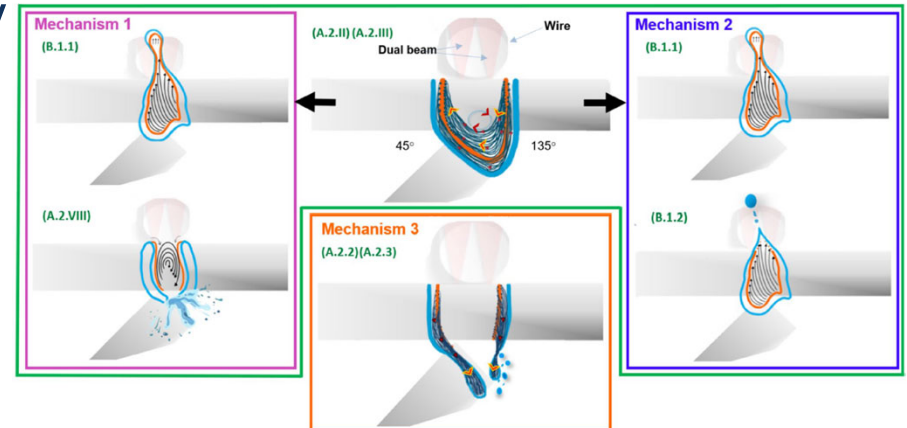 y
Mechanism 1
(B.1.1)
(A.2.VIII)
(A.2.II) (A.2.III)
Wire
Dual beam
45°
135°
Mechanism 3
(A.2.2)(A.2.3)
Mechanism 2
(B.1.1)
(B.1.2)